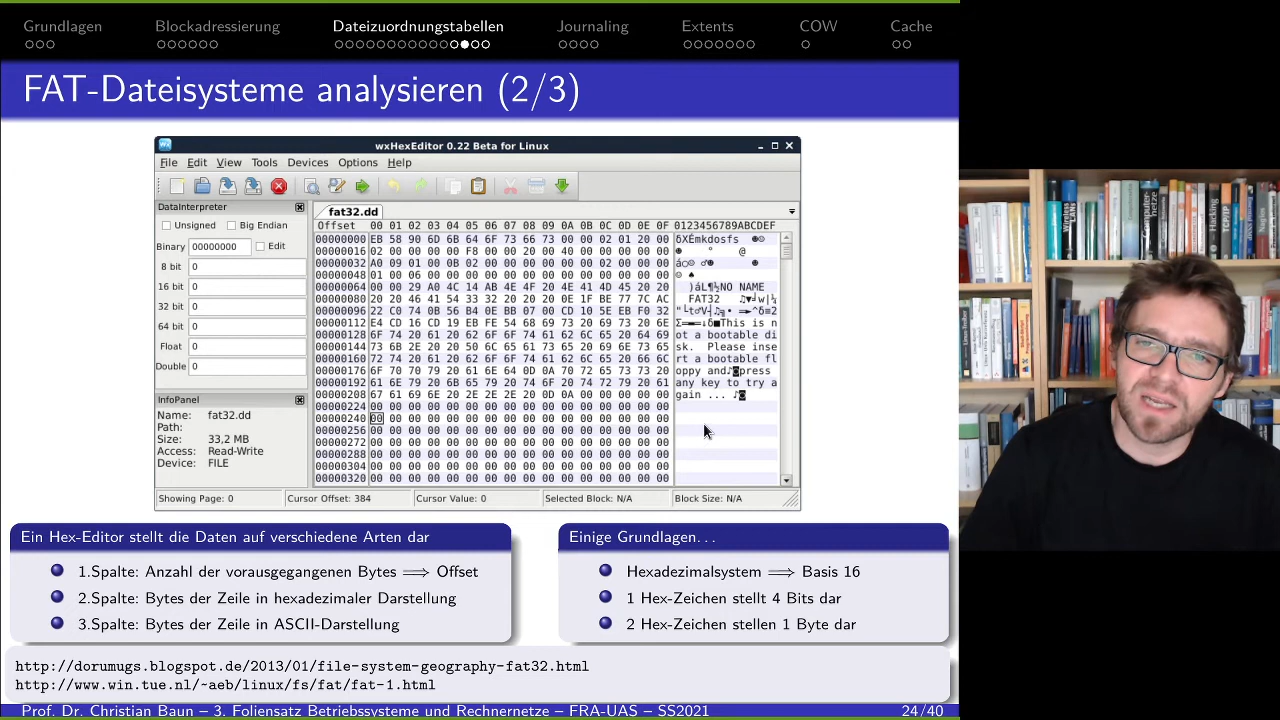 Grundlagen Blockadressierung Dateizuordnungstabellen Journaling Extents COW Cache
FAT-Dateisysteme analysieren (2/3)
wxHexEditor 0.22 Beta for Linux
File Edit View Tools Devices Options Help
DataInterpreter
Unsigned Big Endian
Binary 00000000 Edit
8 bit 0
16 bit 0
32 bit 0
64 bit 0
Float 0
Double 0
InfoPanel
Name: fat32.dd
Path:
Size: 33,2 MB
Access: Read-Write
Device: FILE
fat32.dd
Offset 00 01 02 03 04 05 06 07 08 09 0A 0B 0C 0D 0E 0F 0123456789ABCDEF
00000000 EB 58 90 6D 6B 64 6F 73 66 73 00 00 02 01 20 00 δXÉmkdosfs ☻☺
00000016 02 00 00 00 00 F8 00 00 20 00 40 00 00 00 00 00 ☻ ° @
00000032 A0 09 01 00 0B 02 00 00 00 00 00 00 02 00 00 00
00000048 01 00 06 00 00 00 00 00 00 00 00 00 00 00 00 00 ☺ ♠
00000064 00 00 29 A0 4C 14 AB 4E 4F 20 4E 41 4D 45 20 20 )áL¶½NO NAME
00000080 20 20 46 41 54 33 32 20 20 20 0E 1F BE 77 7C AC FAT32 ♫▼╛w|¼
00000096 22 C0 74 0B 56 B4 0E BB 07 00 CD 10 5E EB F0 32
00000112 E4 CD 16 CD 19 EB FE 54 68 69 73 20 69 73 20 6E This is n
00000128 6F 74 20 61 20 62 6F 6F 74 61 62 6C 65 20 64 69 ot a bootable di
00000144 73 6B 2E 20 20 50 6C 65 61 73 65 20 69 6E 73 65 sk. Please inse
00000160 72 74 20 61 20 62 6F 6F 74 61 62 6C 65 20 66 6C rt a bootable fl
00000176 6F 70 70 79 20 61 6E 64 0D 0A 70 72 65 73 73 20 oppy and♪◙press
00000192 61 6E 79 20 6B 65 79 20 74 6F 20 74 72 79 20 61 any key to try a
00000208 67 61 69 6E 20 2E 2E 2E 20 0D 0A 00 00 00 00 00 gain ... ♪◙
00000224 00 00 00 00 00 00 00 00 00 00 00 00 00 00 00 00
00000240 00 00 00 00 00 00 00 00 00 00 00 00 00 00 00 00
00000256 00 00 00 00 00 00 00 00 00 00 00 00 00 00 00 00
00000272 00 00 00 00 00 00 00 00 00 00 00 00 00 00 00 00
00000288 00 00 00 00 00 00 00 00 00 00 00 00 00 00 00 00
00000304 00 00 00 00 00 00 00 00 00 00 00 00 00 00 00 00
00000320 00 00 00 00 00 00 00 00 00 00 00 00 00 00 00 00
Showing Page: 0 Cursor Offset: 384 Cursor Value: 0 Selected Block: N/A Block Size: N/A
Ein Hex-Editor stellt die Daten auf verschiedene Arten dar
1.Spalte: Anzahl der vorausgegangenen Bytes ⟹ Offset
2.Spalte: Bytes der Zeile in hexadezimaler Darstellung
3.Spalte: Bytes der Zeile in ASCII-Darstellung
Einige Grundlagen...
Hexadezimalsystem ⟹ Basis 16
1 Hex-Zeichen stellt 4 Bits dar
2 Hex-Zeichen stellen 1 Byte dar
http://dorumugs.blogspot.de/2013/01/file-system-geography-fat32.html
http://www.win.tue.nl/~aeb/linux/fs/fat/fat-1.html
Prof. Dr. Christian Baun – 3. Foliensatz Betriebssysteme und Rechnernetze – FRA-UAS – SS2021 24/40
Wireless LANs
Computer-netze
Hacking
TCP/IP